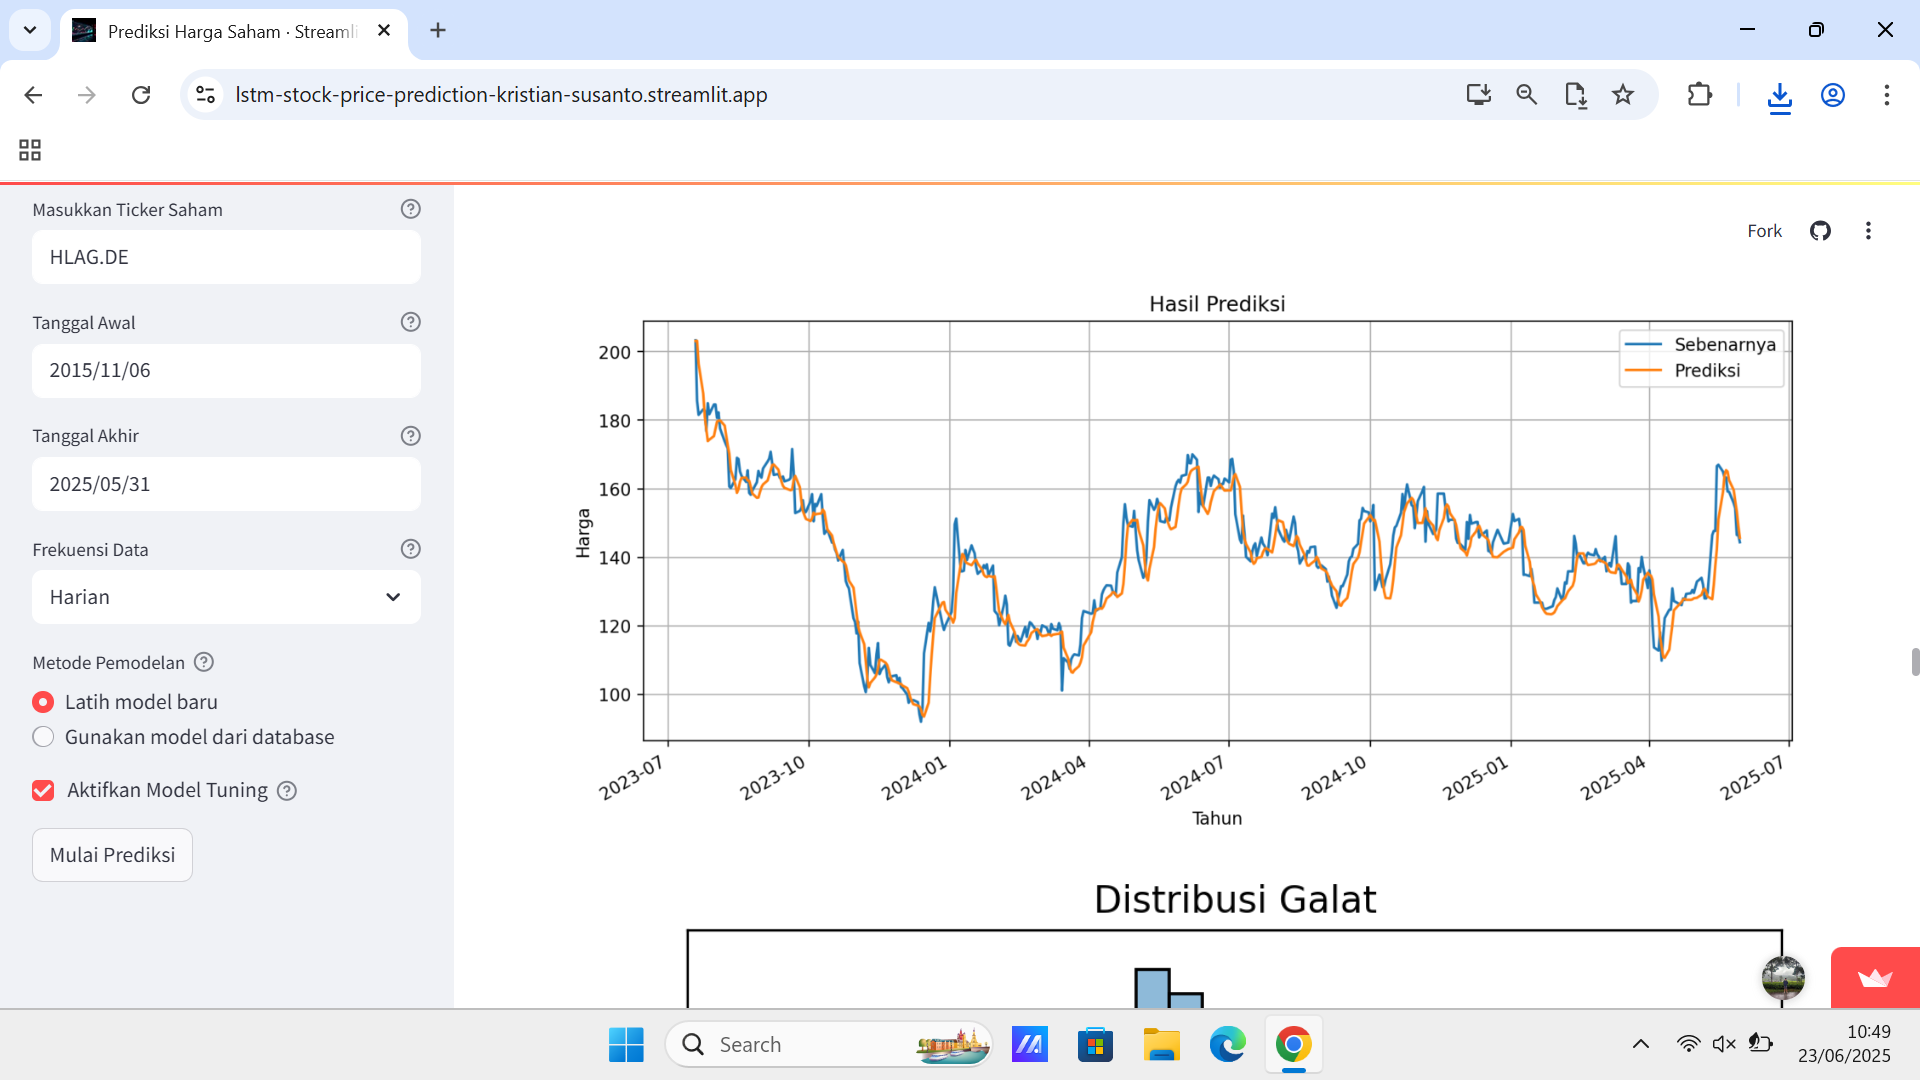 Prediksi Harga Saham · Streamli
lstm-stock-price-prediction-kristian-susanto.streamlit.app
Masukkan Ticker Saham
HLAG.DE
Tanggal Awal
2015/11/06
Tanggal Akhir
2025/05/31
Frekuensi Data
Harian
Metode Pemodelan
Latih model baru
Gunakan model dari database
Aktifkan Model Tuning
Mulai Prediksi
Fork
Hasil Prediksi
Sebenarnya
Prediksi
Harga
200
180
160
140
120
100
2023-07
2023-10
2024-01
2024-04
2024-07
2024-10
2025-01
2025-04
2025-07
Tahun
Distribusi Galat
Search
10:49
23/06/2025